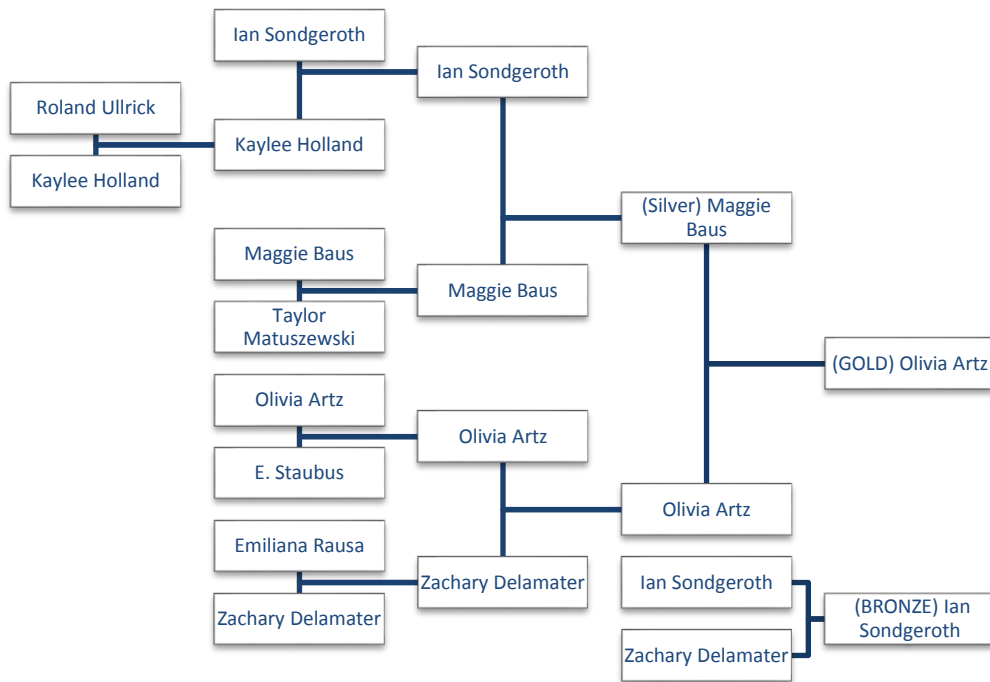 Ian Sondgeroth
Ian Sondgeroth
Roland Ullrick
Kaylee Holland
Kaylee Holland
(Silver) Maggie
Baus
Maggie Baus
Maggie Baus
Taylor
Matuszewski
(GOLD) Olivia Artz
Olivia Artz
Olivia Artz
E. Staubus
Olivia Artz
Emiliana Rausa
Zachary Delamater
Ian Sondgeroth
Zachary Delamater
(BRONZE) Ian
Sondgeroth
Zachary Delamater